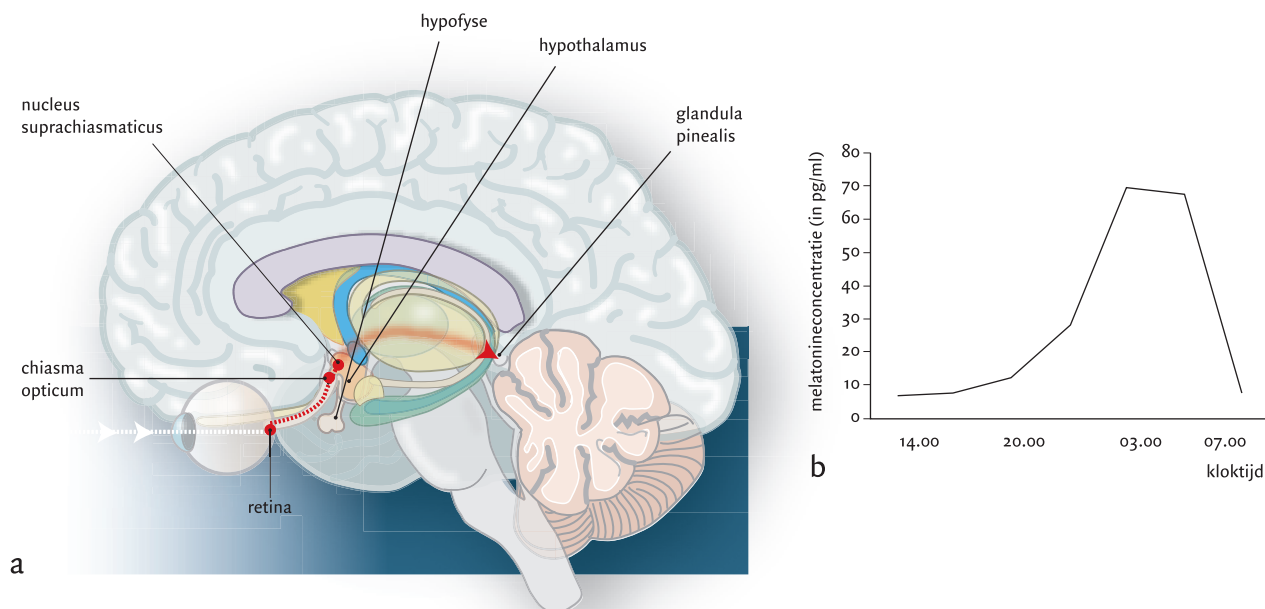 hypofyse
hypothalamus
nucleus
suprachiasmaticus
glandula
pinealis
chiasma
opticum
retina
a
melatonineconcentratie (in pg/ml)
80
70
60
50
40
30
20
10
0
14.00 20.00 03.00 07.00
kloktijd
b